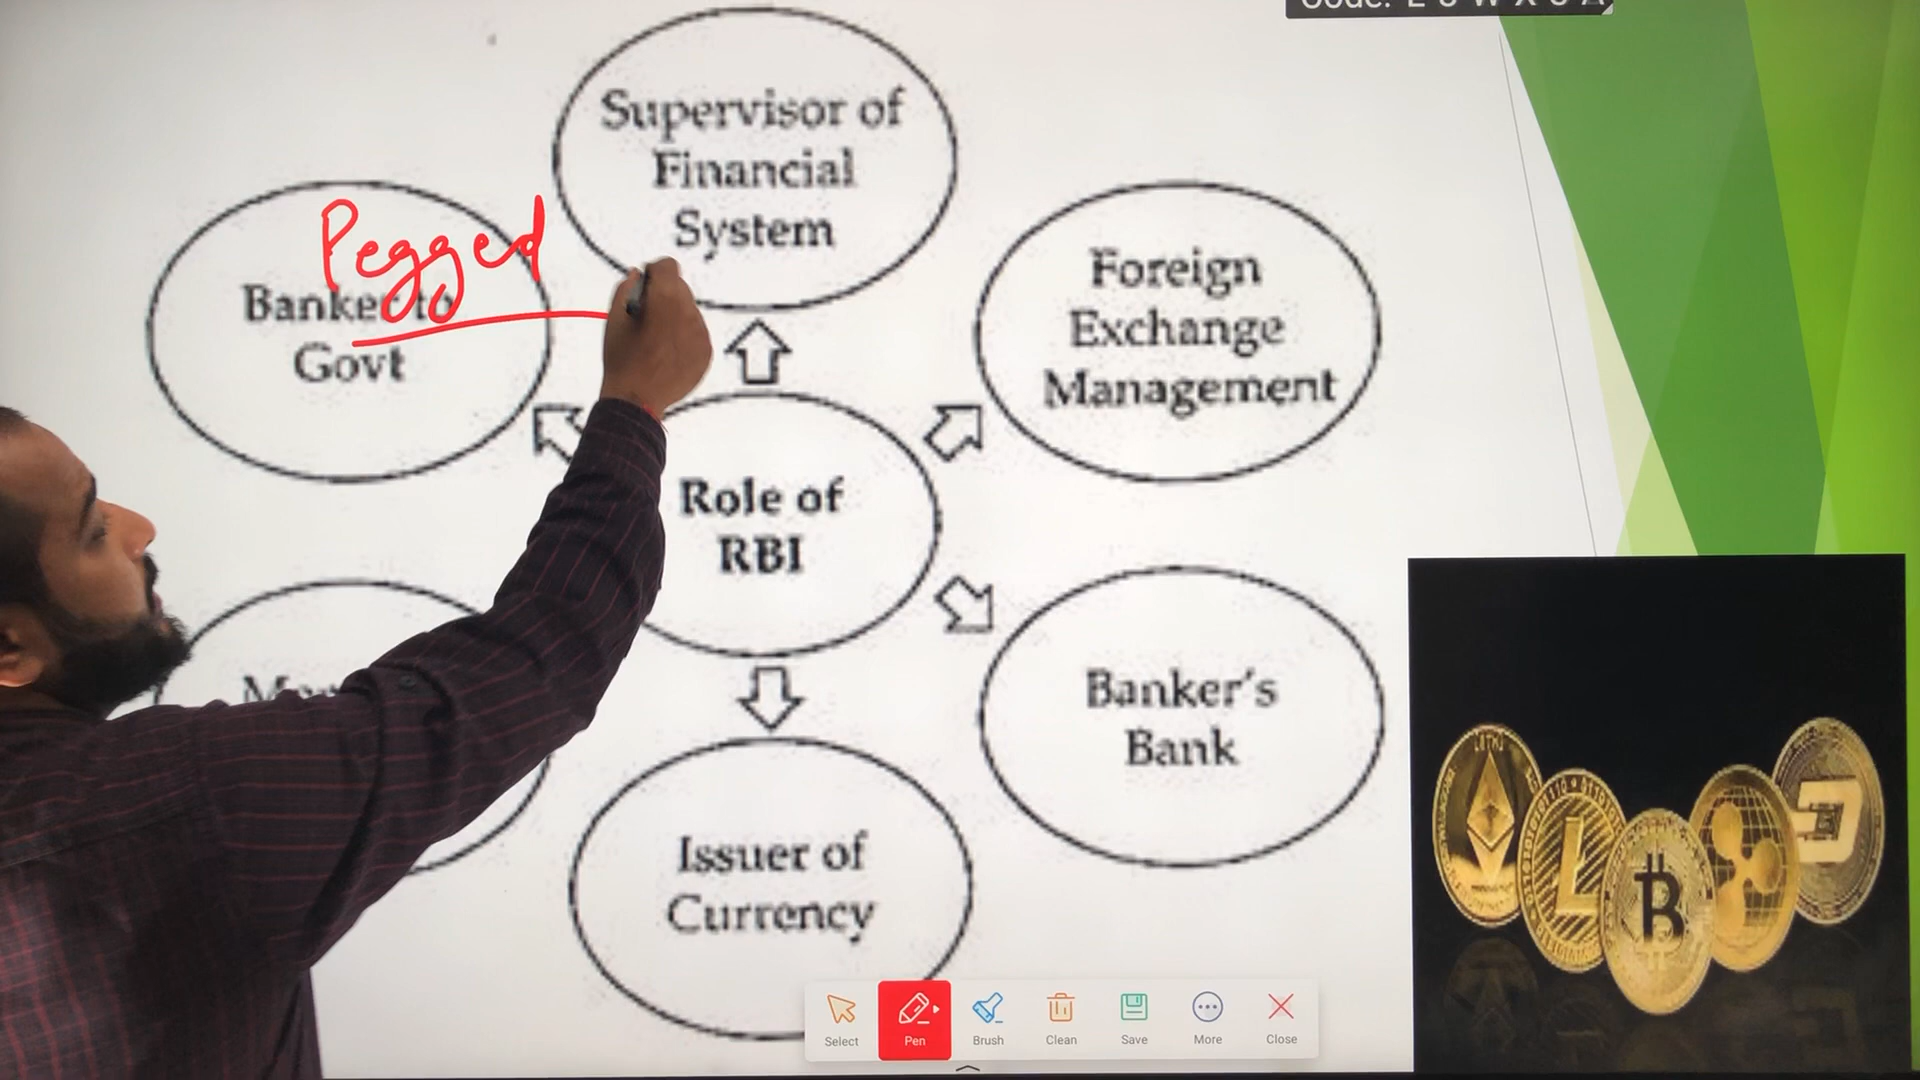 Supervisor of
Financial
System
Pegged
Banker to
Govt
Foreign
Exchange
Management
Role of
RBI
Banker's
Bank
Issuer of
Currency
Select
Pen
Brush
Clean
Save
More
Close